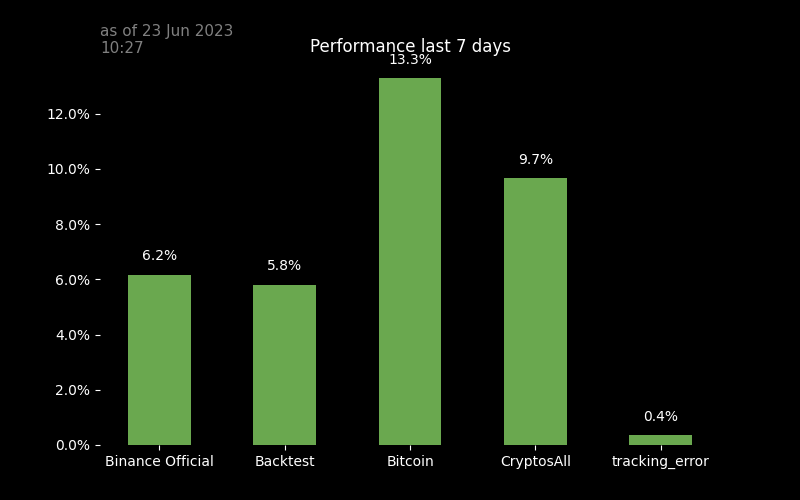 as of 23 Jun 2023
10:27
Performance last 7 days
13.3%
12.0%
10.0%
9.7%
8.0%
6.2%
5.8%
6.0%
4.0%
2.0%
0.4%
0.0%
Binance Official
Backtest
Bitcoin
CryptosAll
tracking_error